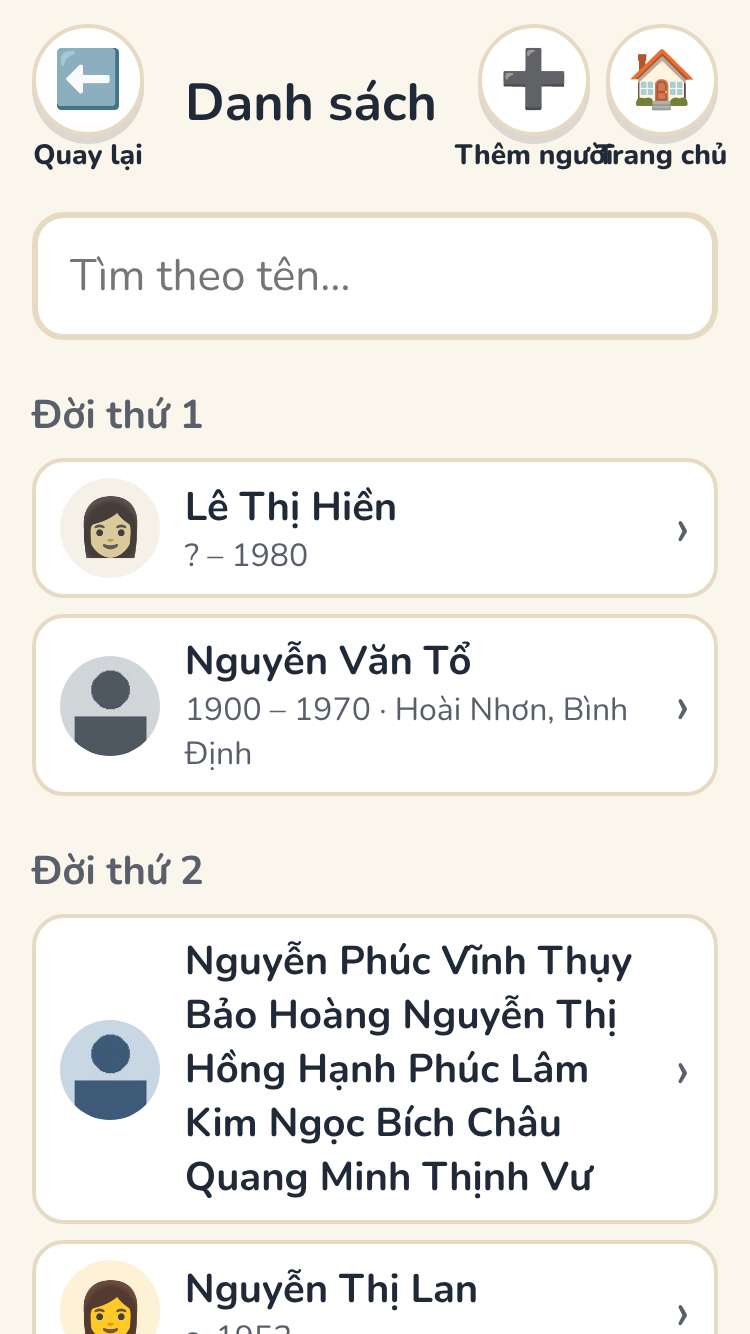 Danh sách
Quay lại
Thêm người
Trang chủ
Tìm theo tên...
Đời thứ 1
Lê Thị Hiền
? – 1980
Nguyễn Văn Tổ
1900 – 1970 · Hoài Nhơn, Bình
Định
Đời thứ 2
Nguyễn Phúc Vĩnh Thụy
Bảo Hoàng Nguyễn Thị
Hồng Hạnh Phúc Lâm
Kim Ngọc Bích Châu
Quang Minh Thịnh Vư
Nguyễn Thị Lan